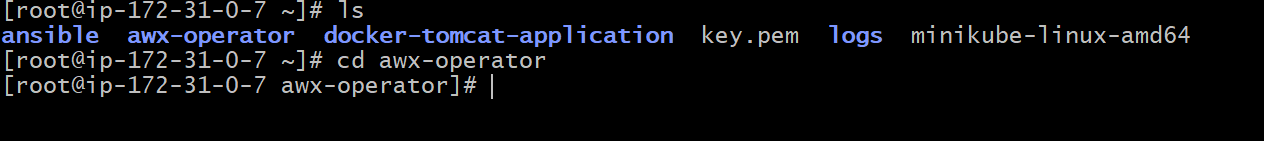 [root@ip-172-31-0-7 ~]# ls
ansible  awx-operator  docker-tomcat-application  key.pem  logs  minikube-linux-amd64
[root@ip-172-31-0-7 ~]# cd awx-operator
[root@ip-172-31-0-7 awx-operator]#